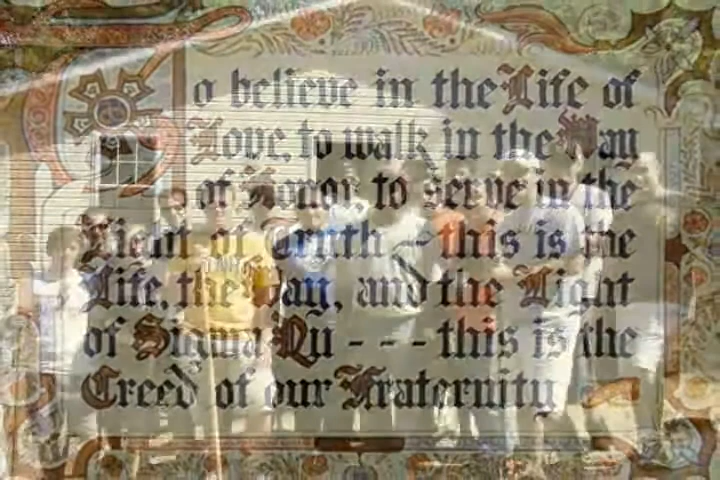 To believe in the Life of
Love, to walk in the Way
of Honor, to serve in the
Light of Truth - this is the
Life, the Way, and the Light
of Sigma Nu - - - this is the
Creed of our Fraternity